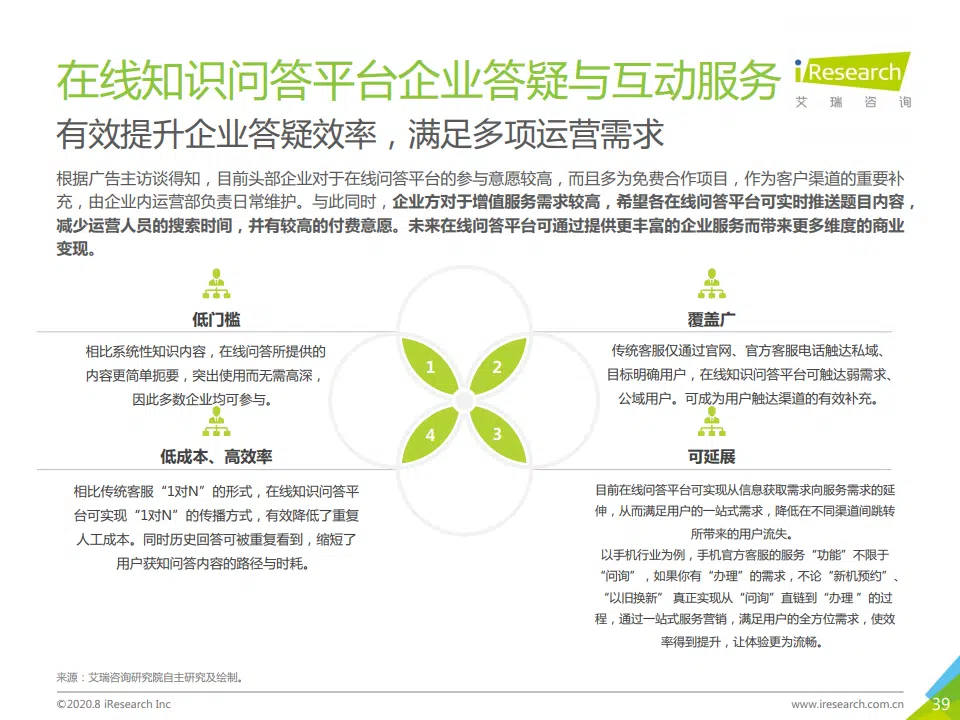 在线知识问答平台企业答疑与互动服务
iResearch
艾瑞咨询
有效提升企业答疑效率，满足多项运营需求
根据广告主访谈得知，目前头部企业对于在线问答平台的参与意愿较高，而且多为免费合作项目，作为客户渠道的重要补
充，由企业内运营部负责日常维护。与此同时，企业方对于增值服务需求较高，希望各在线问答平台可实时推送题目内容，
减少运营人员的搜索时间，并有较高的付费意愿。未来在线问答平台可通过提供更丰富的企业服务而带来更多维度的商业
变现。
低门槛
相比系统性知识内容，在线问答所提供的
内容更简单扼要，突出使用而无需高深，
因此多数企业均可参与。
覆盖广
传统客服仅通过官网、官方客服电话触达私域、
目标明确用户，在线知识问答平台可触达弱需求、
公域用户。可成为用户触达渠道的有效补充。
1
2
4
3
低成本、高效率
相比传统客服“1对N”的形式，在线知识问答平
台可实现“1对N”的传播方式，有效降低了重复
人工成本。同时历史回答可被重复看到，缩短了
用户获知问答内容的路径与时耗。
可延展
目前在线问答平台可实现从信息获取需求向服务需求的延
伸，从而满足用户的一站式需求，降低在不同渠道间跳转
所带来的用户流失。
以手机行业为例，手机官方客服的服务“功能”不限于
“问询”，如果你有“办理”的需求，不论“新机预约”、
“以旧换新” 真正实现从“问询”直链到“办理 ”的过
程，通过一站式服务营销，满足用户的全方位需求，使效
率得到提升，让体验更为流畅。
来源：艾瑞咨询研究院自主研究及绘制。
©2020.8 iResearch Inc
www.iresearch.com.cn
39